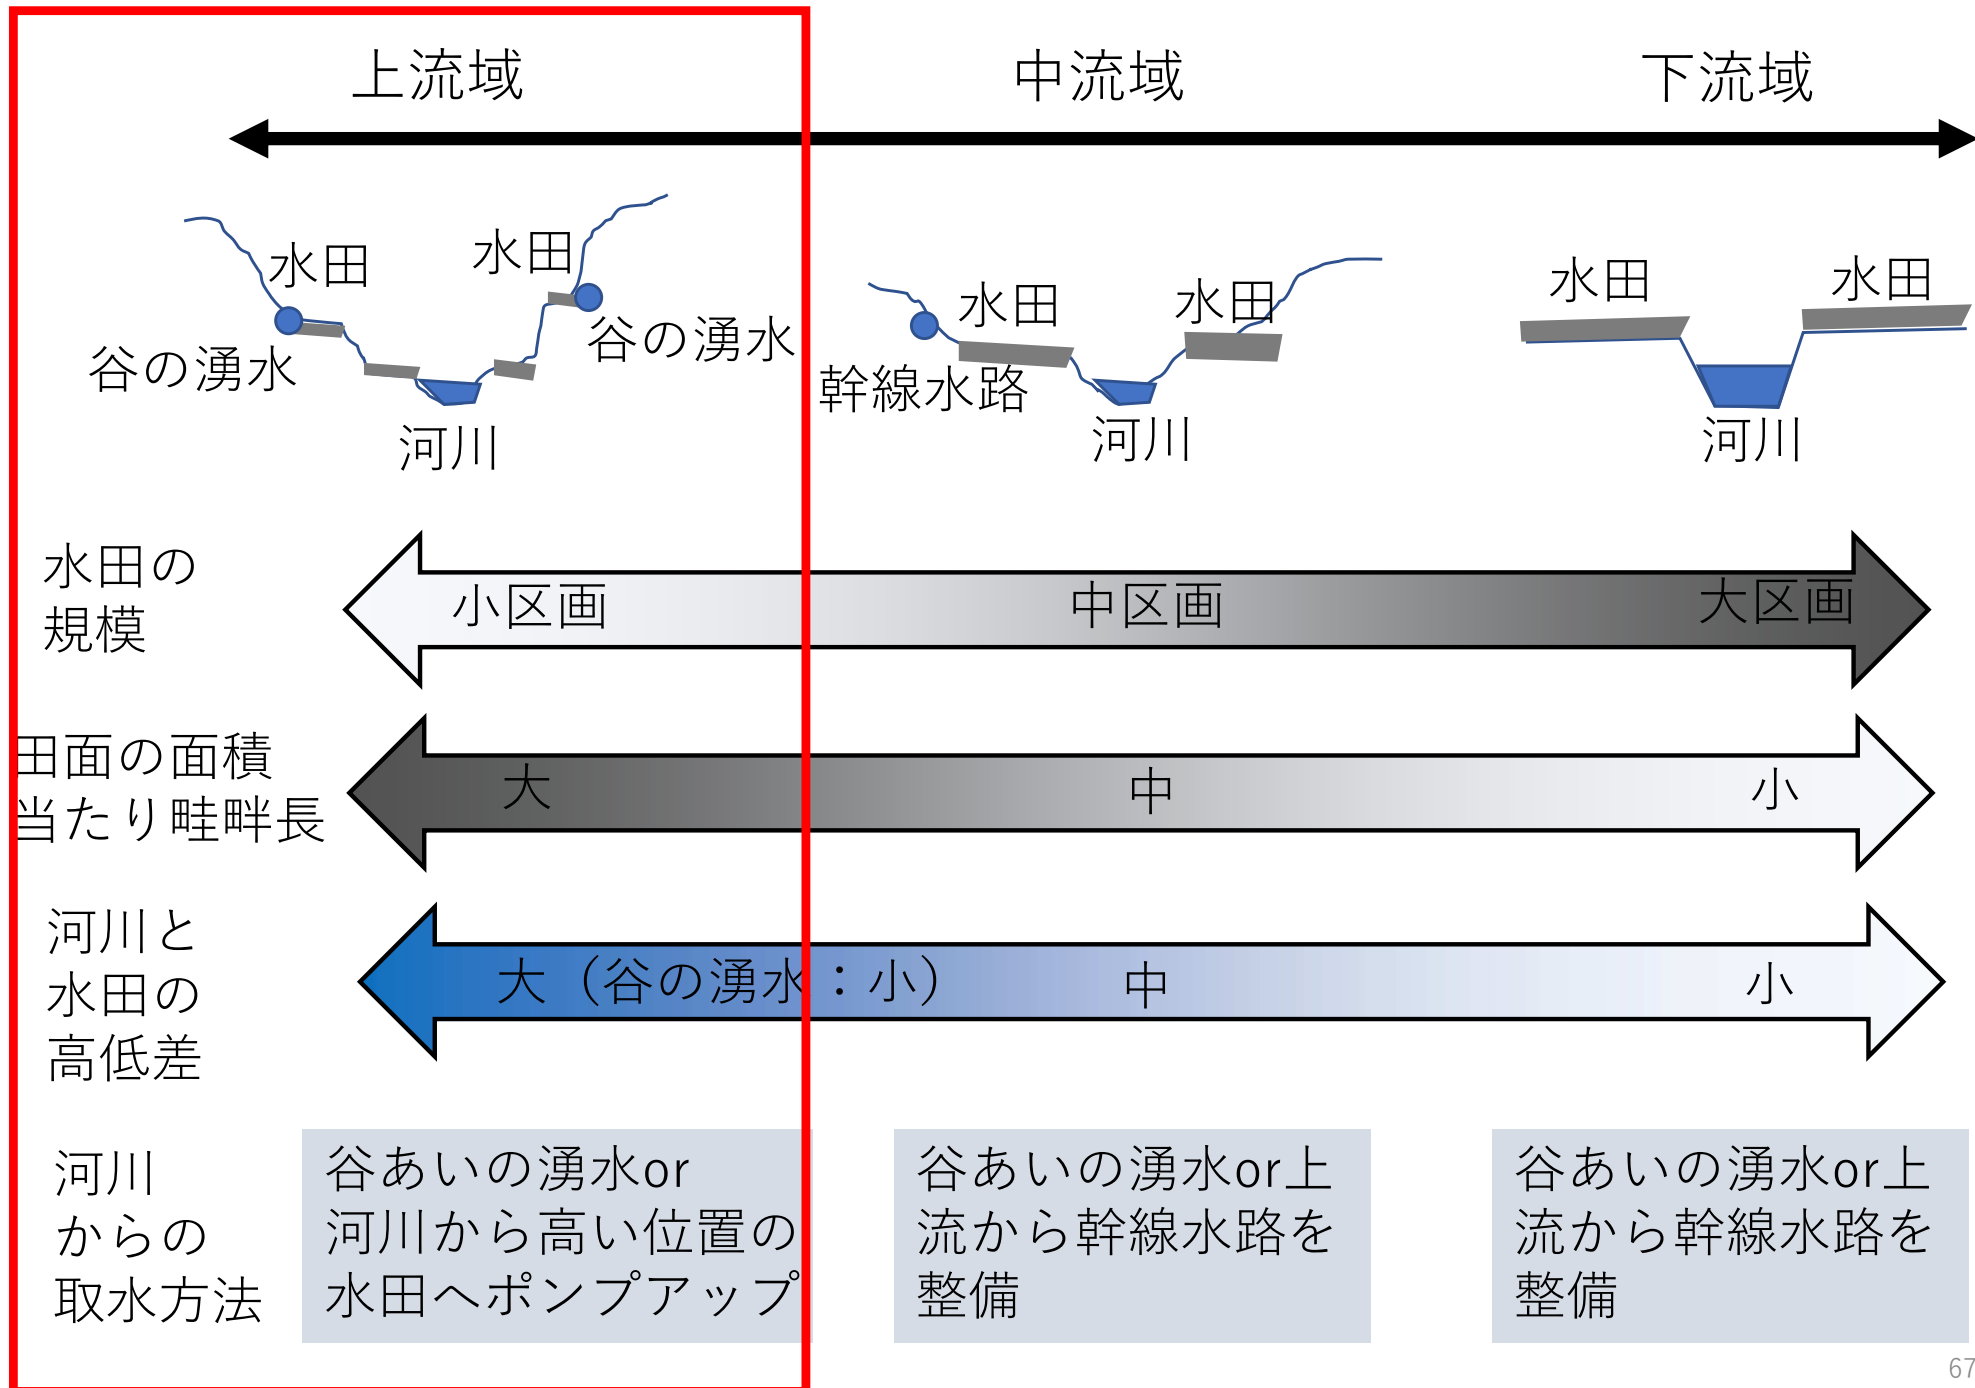 上流域
中流域
下流域
水田
水田
谷の湧水
谷の湧水
河川
水田
水田
幹線水路
河川
水田
水田
河川
水田の
規模
小区画
中区画
大区画
田面の面積
当たり畦畔長
大
中
小
河川と
水田の
高低差
大（谷の湧水：小）
中
小
河川
からの
取水方法
谷あいの湧水or
河川から高い位置の
水田へポンプアップ
谷あいの湧水or上
流から幹線水路を
整備
谷あいの湧水or上
流から幹線水路を
整備
67